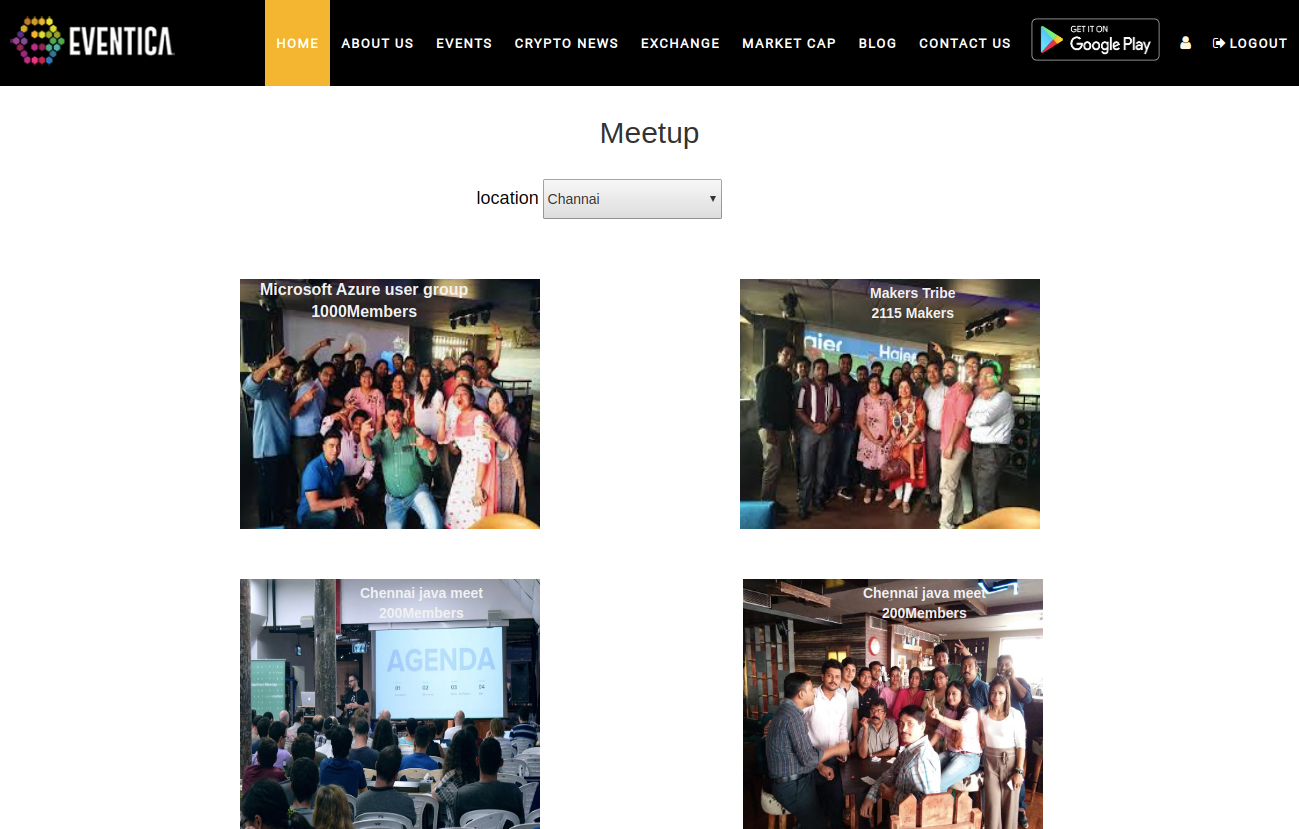 EVENTICA
HOME ABOUT US EVENTS CRYPTO NEWS EXCHANGE MARKET CAP BLOG CONTACT US GET IT ON Google Play LOGOUT
Meetup
location Channai
Microsoft Azure user group
1000Members
Makers Tribe
2115 Makers
Haier
Chennai java meet
200Members
AGENDA
01 02 03 04
Chennai java meet
200Members